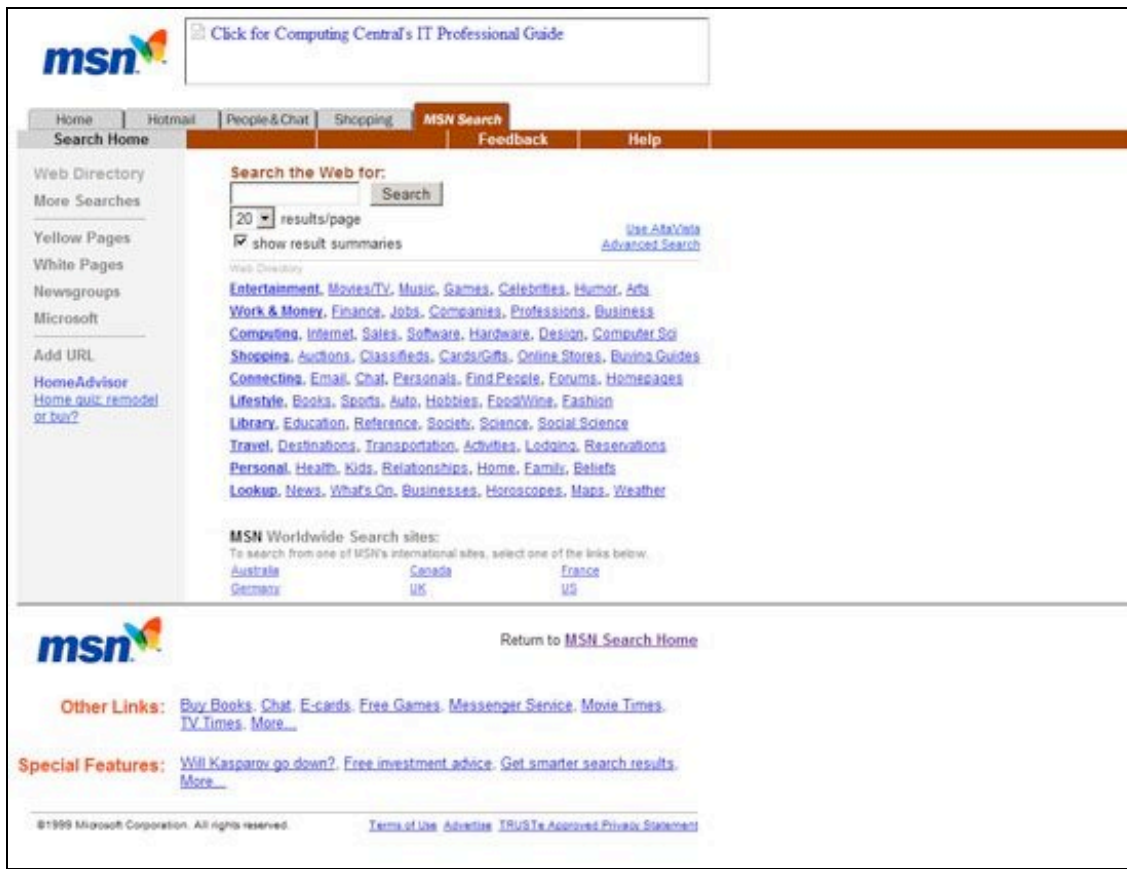 msn
Click for Computing Central's IT Professional Guide
Home Hotmail People & Chat Shopping MSN Search
Search Home Feedback Help
Web Directory
More Searches
Yellow Pages
White Pages
Newsgroups
Microsoft
Add URL
HomeAdvisor
Home quiz: remodel
or buy?
Search the Web for:
Search
20 results/page
show result summaries
Use AltaVista
Advanced Search
Web Directory
Entertainment, Movies/TV, Music, Games, Celebrities, Humor, Arts
Work & Money, Finance, Jobs, Companies, Professions, Business
Computing, Internet, Sales, Software, Hardware, Design, Computer Sci
Shopping, Auctions, Classifieds, Cards/Gifts, Online Stores, Buying Guides
Connecting, Email, Chat, Personals, Find People, Forums, Homepages
Lifestyle, Books, Sports, Auto, Hobbies, Food/Wine, Fashion
Library, Education, Reference, Society, Science, Social Science
Travel, Destinations, Transportation, Activities, Lodging, Reservations
Personal, Health, Kids, Relationships, Home, Family, Beliefs
Lookup, News, What's On, Businesses, Horoscopes, Maps, Weather
MSN Worldwide Search sites:
To search from one of MSN's international sites, select one of the links below.
Australia Canada France
Germany UK US
msn
Return to MSN Search Home
Other Links: Buy Books, Chat, E-cards, Free Games, Messenger Service, Movie Times,
TV Times, More...
Special Features: Will Kasparov go down?, Free investment advice, Get smarter search results,
More...
©1999 Microsoft Corporation. All rights reserved. Terms of Use Advertise TRUSTe Approved Privacy Statement